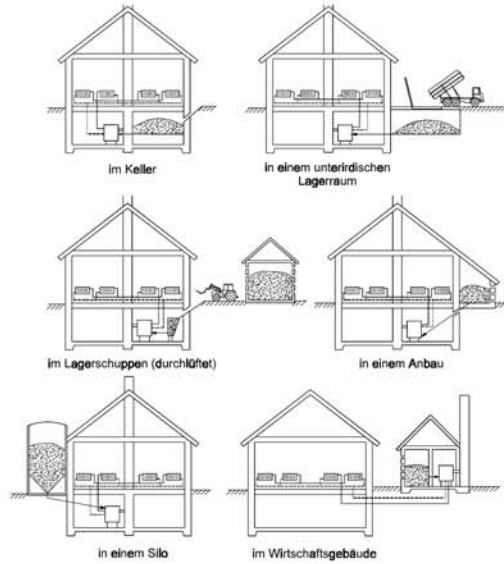 im Keller
in einem unterirdischen
Lagerraum
im Lagerschuppen (durchlüftet)
in einem Anbau
in einem Silo
im Wirtschaftsgebäude